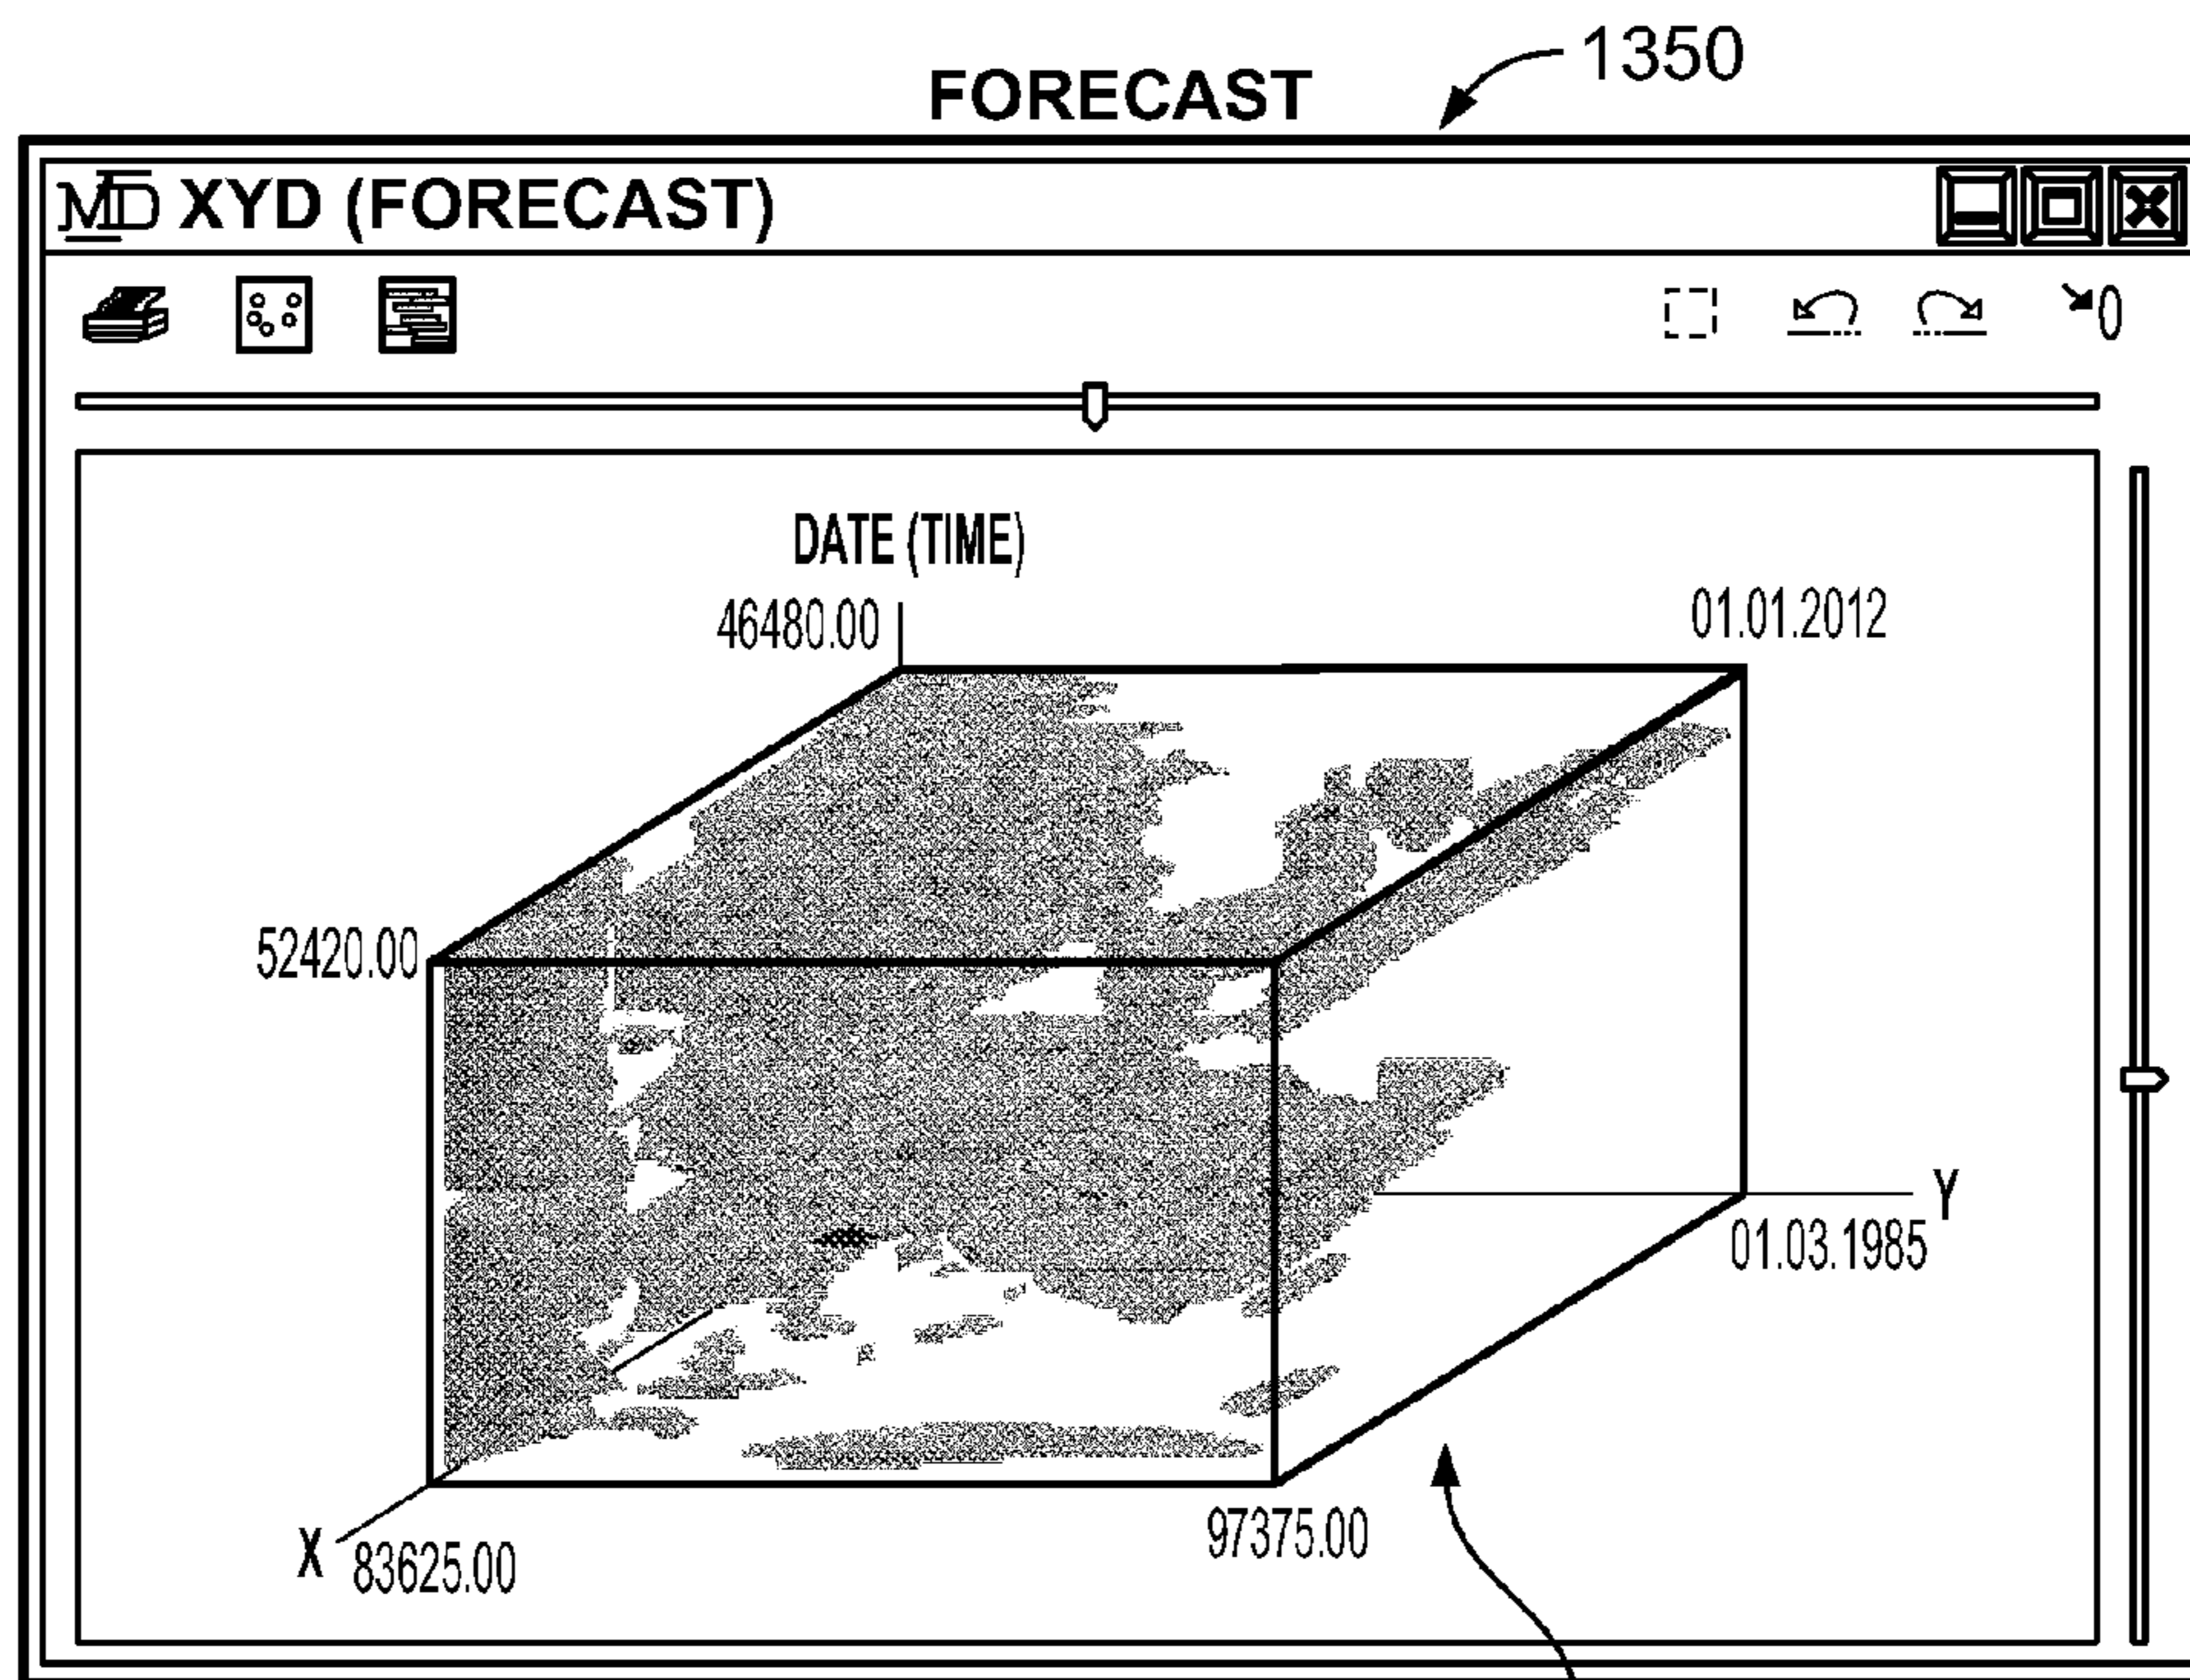 1350
FORECAST
MD XYD (FORECAST)
0
DATE (TIME)
46480.00
01.01.2012
52420.00
Y
01.03.1985
97375.00
X
83625.00